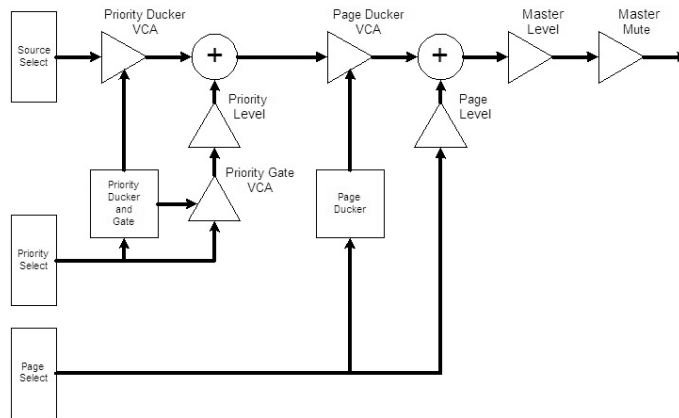 Priority Ducker
VCA
Page Ducker
VCA
Master
Level
Master
Mute
Source
Select
+
+
Priority
Level
Page
Level
Priority Gate
VCA
Priority
Ducker
and
Gate
Page
Ducker
Priority
Select
Page
Select